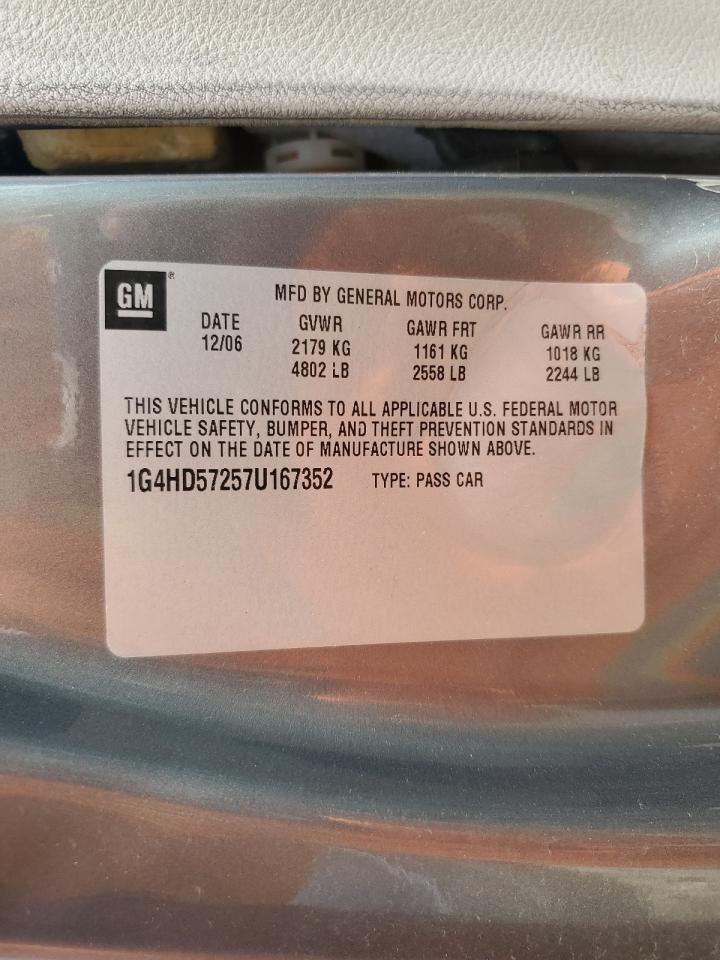 GM®
MFD BY GENERAL MOTORS CORP.
DATE GVWR GAWR FRT GAWR RR
12/06 2179 KG 1161 KG 1018 KG
4802 LB 2558 LB 2244 LB
THIS VEHICLE CONFORMS TO ALL APPLICABLE U.S. FEDERAL MOTOR
VEHICLE SAFETY, BUMPER, AND THEFT PREVENTION STANDARDS IN
EFFECT ON THE DATE OF MANUFACTURE SHOWN ABOVE.
1G4HD57257U167352 TYPE: PASS CAR